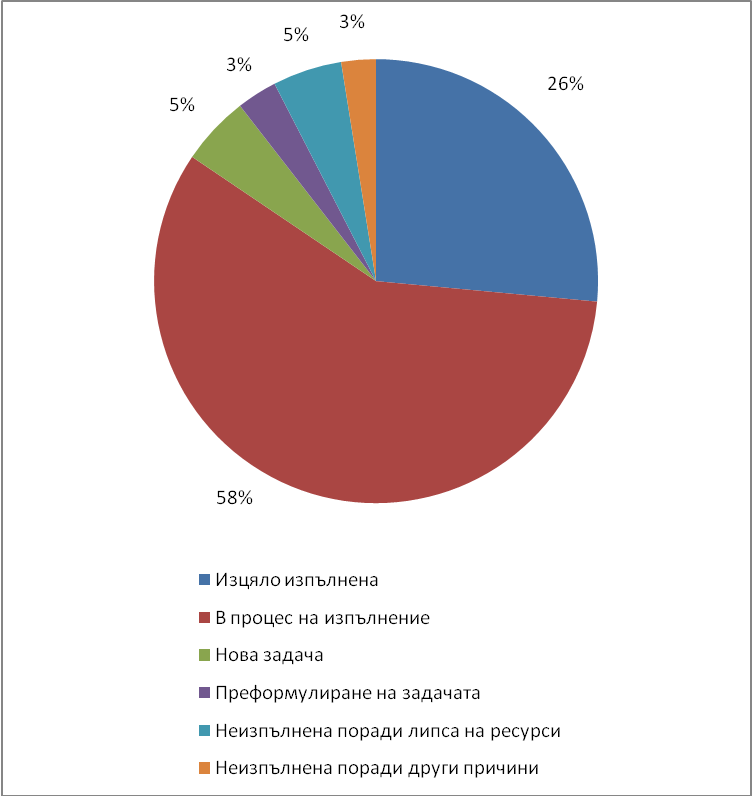 3%
5%
3%
5%
26%
58%
Изцяло изпълнена
В процес на изпълнение
Нова задача
Преформулиране на задачата
Неизпълнена поради липса на ресурси
Неизпълнена поради други причини